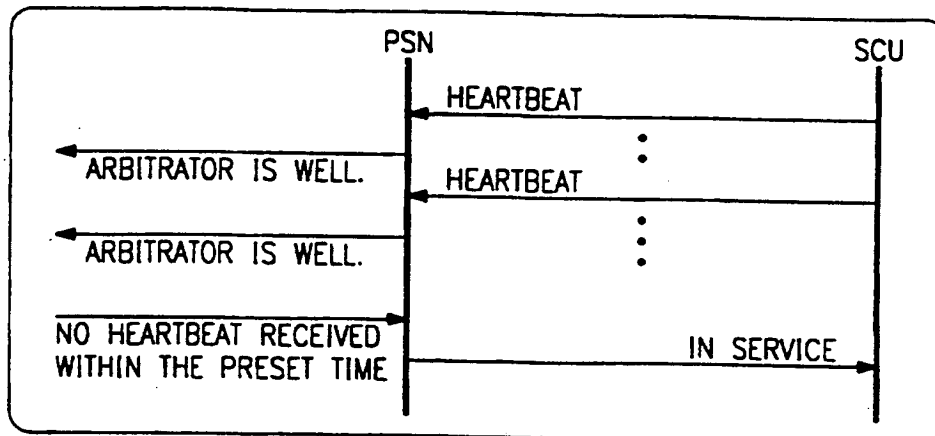 PSN
SCU
HEARTBEAT
ARBITRATOR IS WELL.
HEARTBEAT
ARBITRATOR IS WELL.
NO HEARTBEAT RECEIVED
WITHIN THE PRESET TIME
IN SERVICE